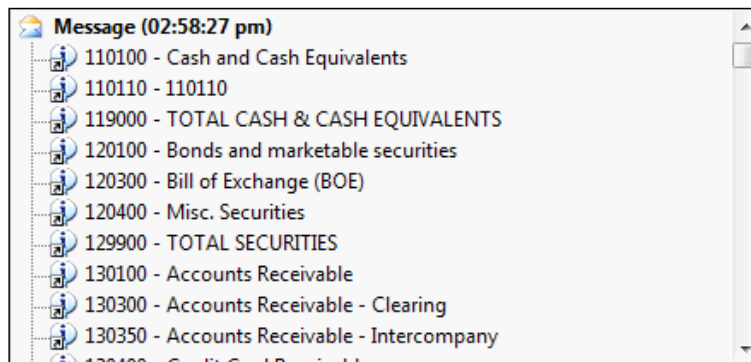 Message (02:58:27 pm)
110100 - Cash and Cash Equivalents
110110 - 110110
119000 - TOTAL CASH & CASH EQUIVALENTS
120100 - Bonds and marketable securities
120300 - Bill of Exchange (BOE)
120400 - Misc. Securities
129900 - TOTAL SECURITIES
130100 - Accounts Receivable
130300 - Accounts Receivable - Clearing
130350 - Accounts Receivable - Intercompany